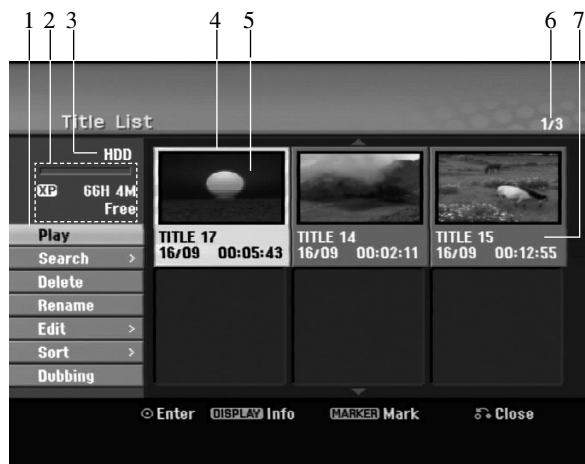 1 2 3 4 5 6 7
Title List
1/3
HDD
XP 66H 4M
Free
Play
Search >
Delete
Rename
Edit >
Sort >
Dubbing
TITLE 17
16/09 00:05:43
TITLE 14
16/09 00:02:11
TITLE 15
16/09 00:12:55
Enter DISPLAY Info MARKER Mark Close